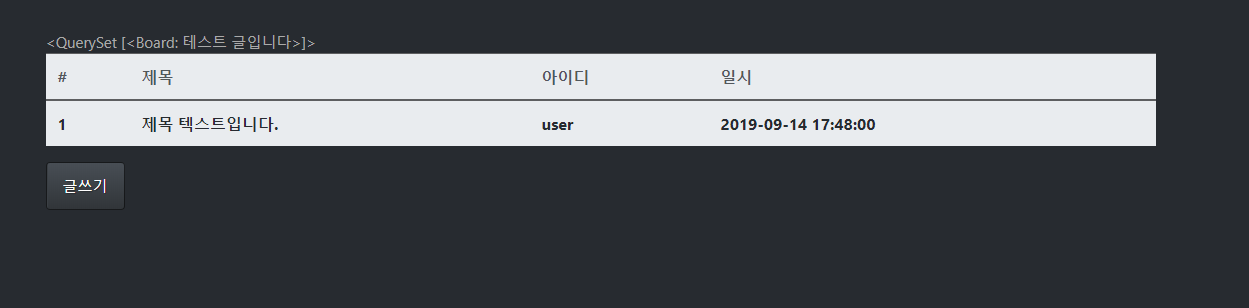 <QuerySet [<Board: 테스트 글입니다>]>
# 제목 아이디 일시
1 제목 텍스트입니다. user 2019-09-14 17:48:00
글쓰기